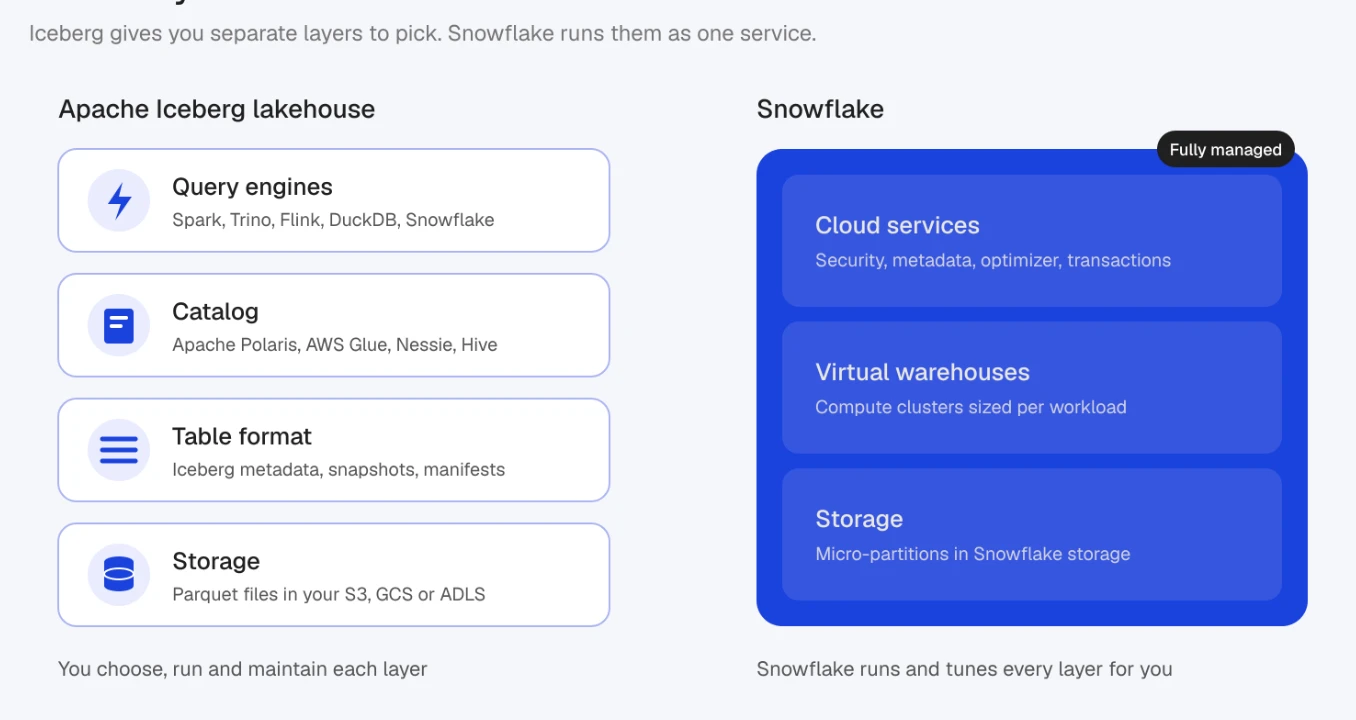 Iceberg gives you separate layers to pick. Snowflake runs them as one service.
Apache Iceberg lakehouse
Query engines
Spark, Trino, Flink, DuckDB, Snowflake
Catalog
Apache Polaris, AWS Glue, Nessie, Hive
Table format
Iceberg metadata, snapshots, manifests
Storage
Parquet files in your S3, GCS or ADLS
You choose, run and maintain each layer
Snowflake
Fully managed
Cloud services
Security, metadata, optimizer, transactions
Virtual warehouses
Compute clusters sized per workload
Storage
Micro-partitions in Snowflake storage
Snowflake runs and tunes every layer for you